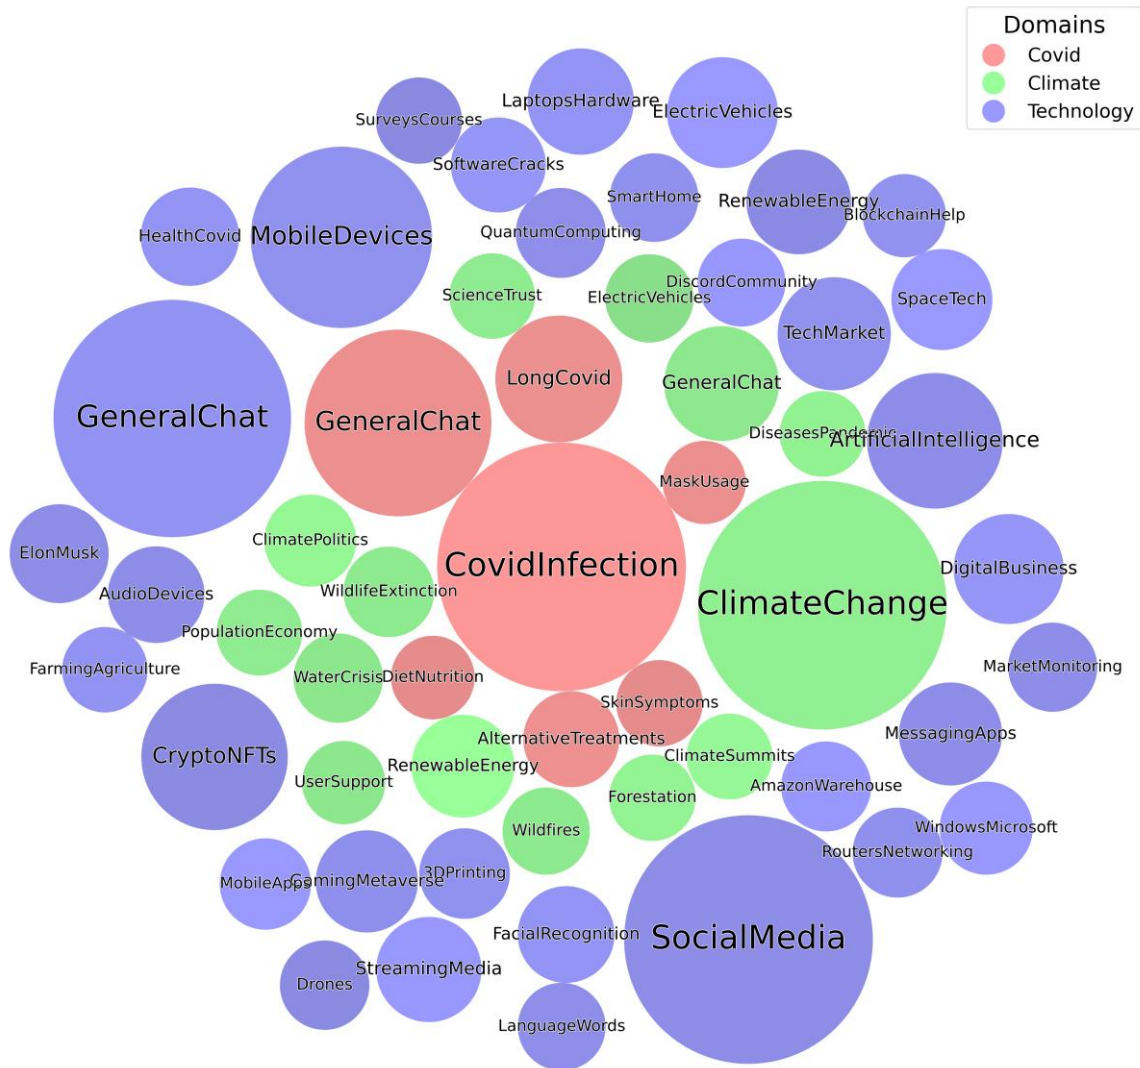 Domains
Covid
Climate
Technology
LaptopsHardware
ElectricVehicles
SurveysCourses
SoftwareCracks
SmartHome
RenewableEnergy
BlockchainHelp
HealthCovid
MobileDevices
QuantumComputing
DiscordCommunity
ScienceTrust
ElectricVehicles
SpaceTech
TechMarket
LongCovid
GeneralChat
GeneralChat
GeneralChat
DiseasesPandemic
ArtificialIntelligence
MaskUsage
ClimatePolitics
ElonMusk
CovidInfection
DigitalBusiness
AudioDevices
WildlifeExtinction
ClimateChange
PopulationEconomy
FarmingAgriculture
WaterCrisis
DietNutrition
MarketMonitoring
SkinSymptoms
AlternativeTreatments
MessagingApps
CryptoNFTs
RenewableEnergy
ClimateSummits
UserSupport
AmazonWarehouse
Forestation
Wildfires
WindowsMicrosoft
RoutersNetworking
3DPrinting
MobileApps
GamingMetaverse
FacialRecognition
SocialMedia
StreamingMedia
Drones
LanguageWords